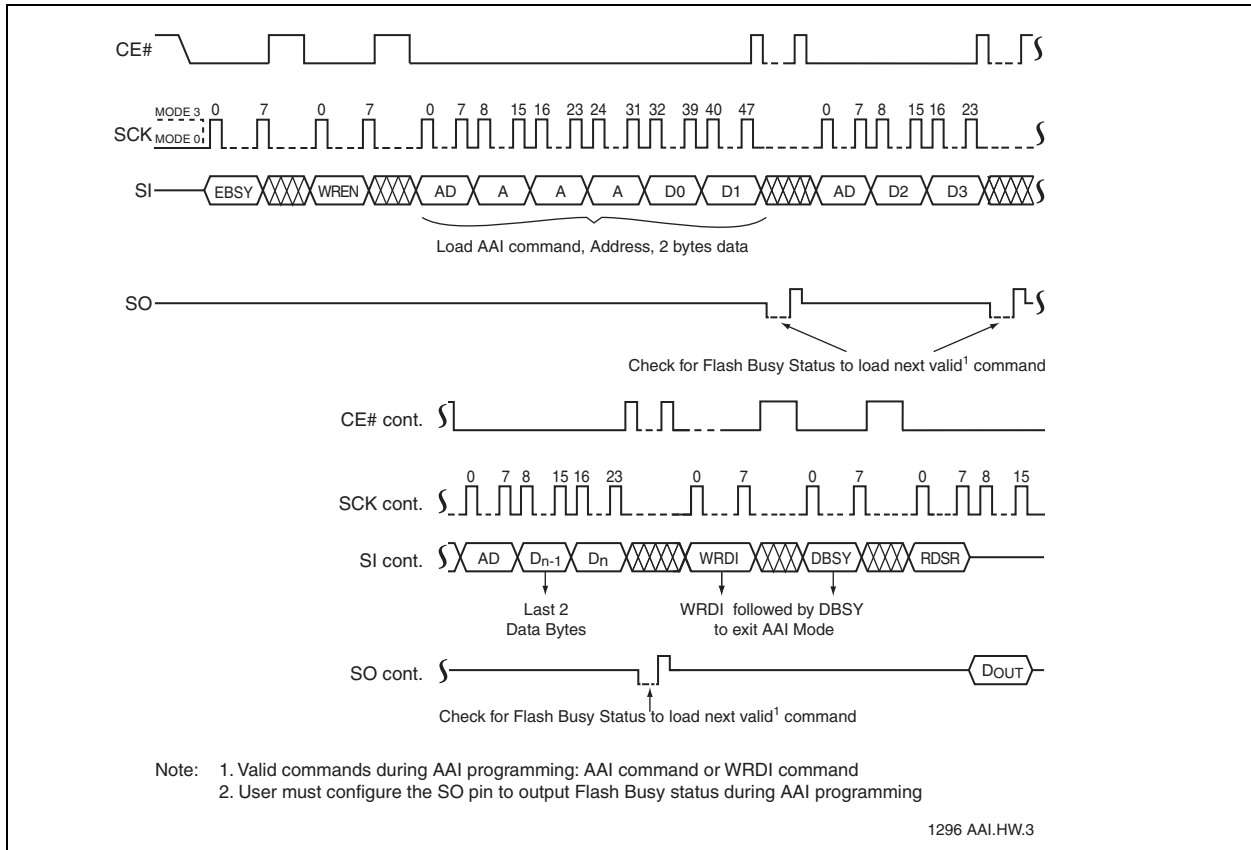 CE#
MODE 3
MODE 0
SCK
0 7 0 7 0 7 8 15 16 23 24 31 32 39 40 47 0 7 8 15 16 23
SI
EBSY WREN AD A A A D0 D1 AD D2 D3
Load AAI command, Address, 2 bytes data
SO
Check for Flash Busy Status to load next valid1 command
CE# cont.
0 7 8 15 16 23 0 7 0 7 0 7 8 15
SCK cont.
SI cont.
AD Dn-1 Dn WRDI DBSY RDSR
Last 2
Data Bytes
WRDI followed by DBSY
to exit AAI Mode
SO cont.
DOUT
Check for Flash Busy Status to load next valid1 command
Note: 1. Valid commands during AAI programming: AAI command or WRDI command
2. User must configure the SO pin to output Flash Busy status during AAI programming
1296 AAI.HW.3